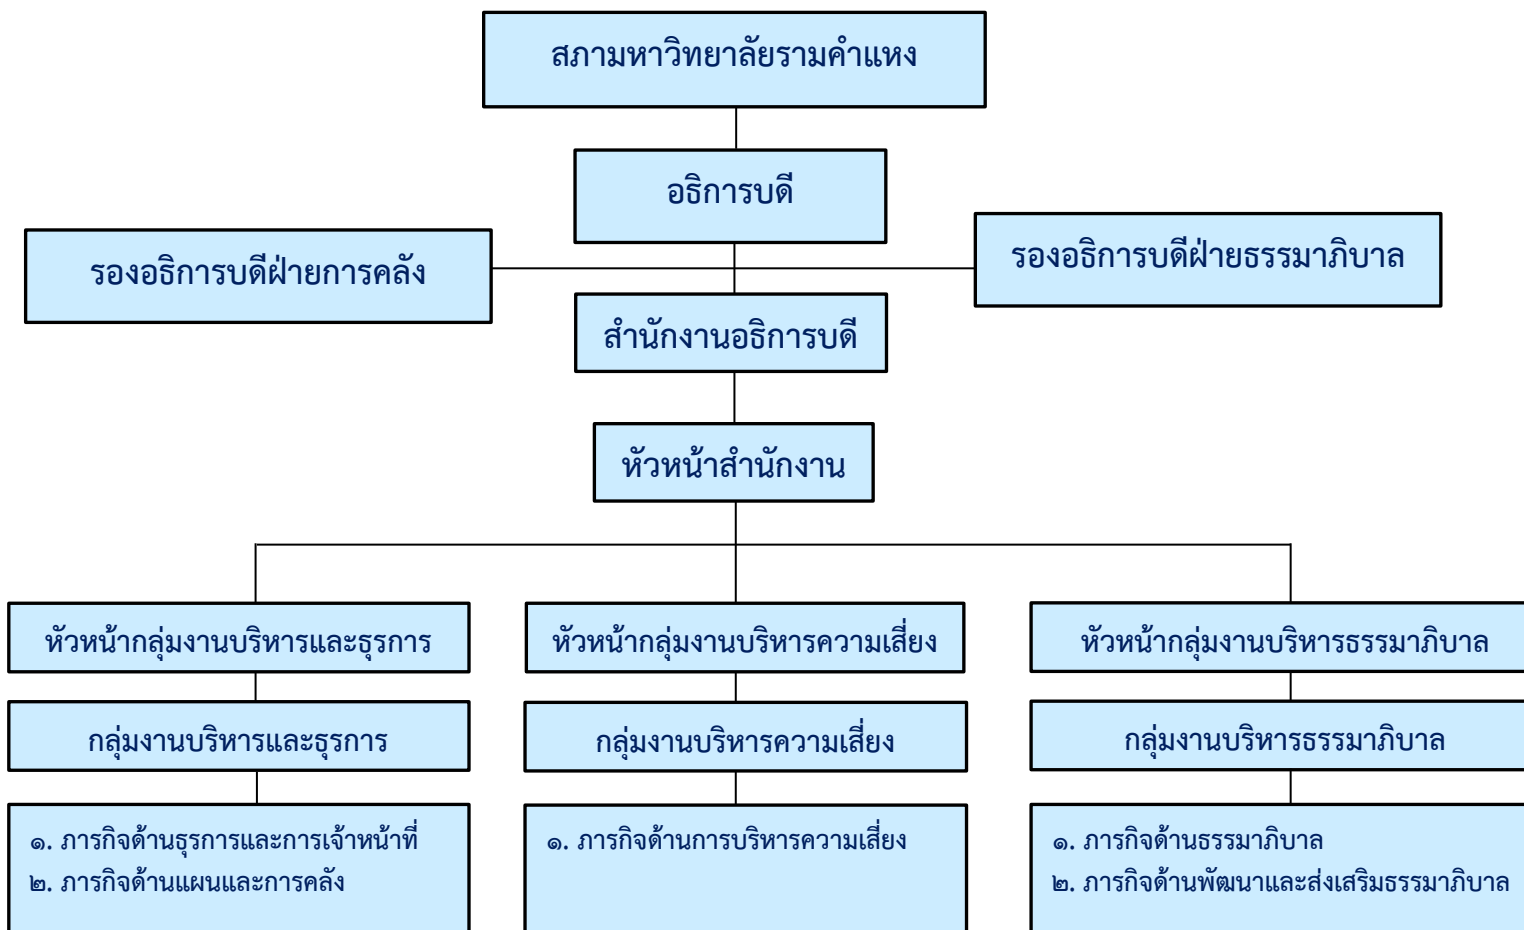 สภามหาวิทยาลัยรามคำแหง
อธิการบดี
รองอธิการบดีฝ่ายการคลัง
รองอธิการบดีฝ่ายธรรมาภิบาล
สำนักงานอธิการบดี
หัวหน้าสำนักงาน
หัวหน้ากลุ่มงานบริหารและธุรการ
หัวหน้ากลุ่มงานบริหารความเสี่ยง
หัวหน้ากลุ่มงานบริหารธรรมาภิบาล
กลุ่มงานบริหารและธุรการ
กลุ่มงานบริหารความเสี่ยง
กลุ่มงานบริหารธรรมาภิบาล
๑. ภารกิจด้านธุรการและการเจ้าหน้าที่
๒. ภารกิจด้านแผนและการคลัง
๑. ภารกิจด้านการบริหารความเสี่ยง
๑. ภารกิจด้านธรรมาภิบาล
๒. ภารกิจด้านพัฒนาและส่งเสริมธรรมาภิบาล